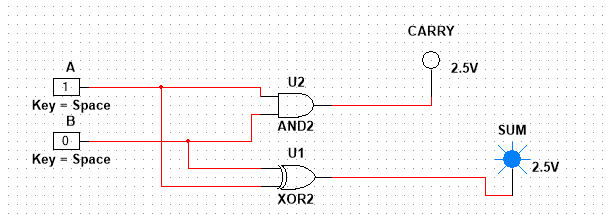 CARRY
2.5V
A
1
Key = Space
U2
AND2
B
0
Key = Space
U1
XOR2
SUM
2.5V